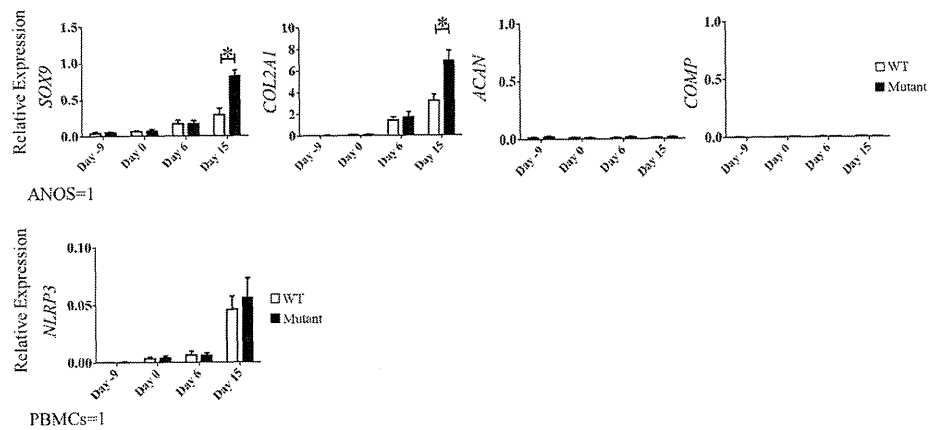 Relative Expression
SOX9
1.5
1.0
0.5
0.0
*
Day -9
Day 0
Day 6
Day 15
COL2A1
10
8
6
4
2
0
*
Day -9
Day 0
Day 6
Day 15
ACAN
1.0
0.5
0.0
Day -9
Day 0
Day 6
Day 15
COMP
1.0
0.5
0.0
Day -9
Day 0
Day 6
Day 15
WT
Mutant
ANOS=1
Relative Expression
NLRP3
0.10
0.05
0.00
Day -9
Day 0
Day 6
Day 15
WT
Mutant
PBMCs=1